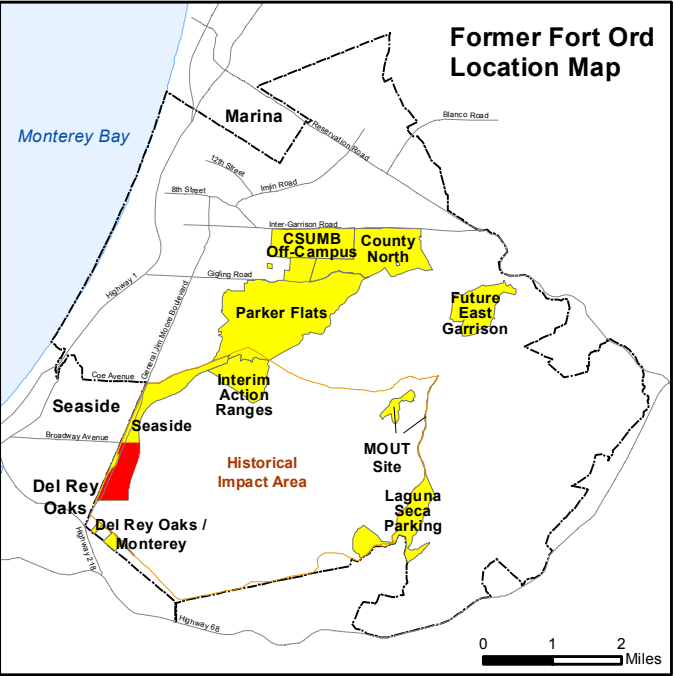 Former Fort Ord
Location Map
Marina
Blanco Road
Monterey Bay
Reservation Road
12th Street
Imjin Road
8th Street
Inter-Garrison Road
CSUMB
Off-Campus
County
North
Gigling Road
Highway 1
General Jim Moore Boulevard
Parker Flats
Future
East
Garrison
Coe Avenue
Interim
Action
Ranges
Seaside
Seaside
Broadway Avenue
MOUT
Site
Historical
Impact Area
Del Rey
Oaks
Laguna
Seca
Parking
Del Rey Oaks /
Monterey
Highway 218
Highway 68
0 1 2
Miles